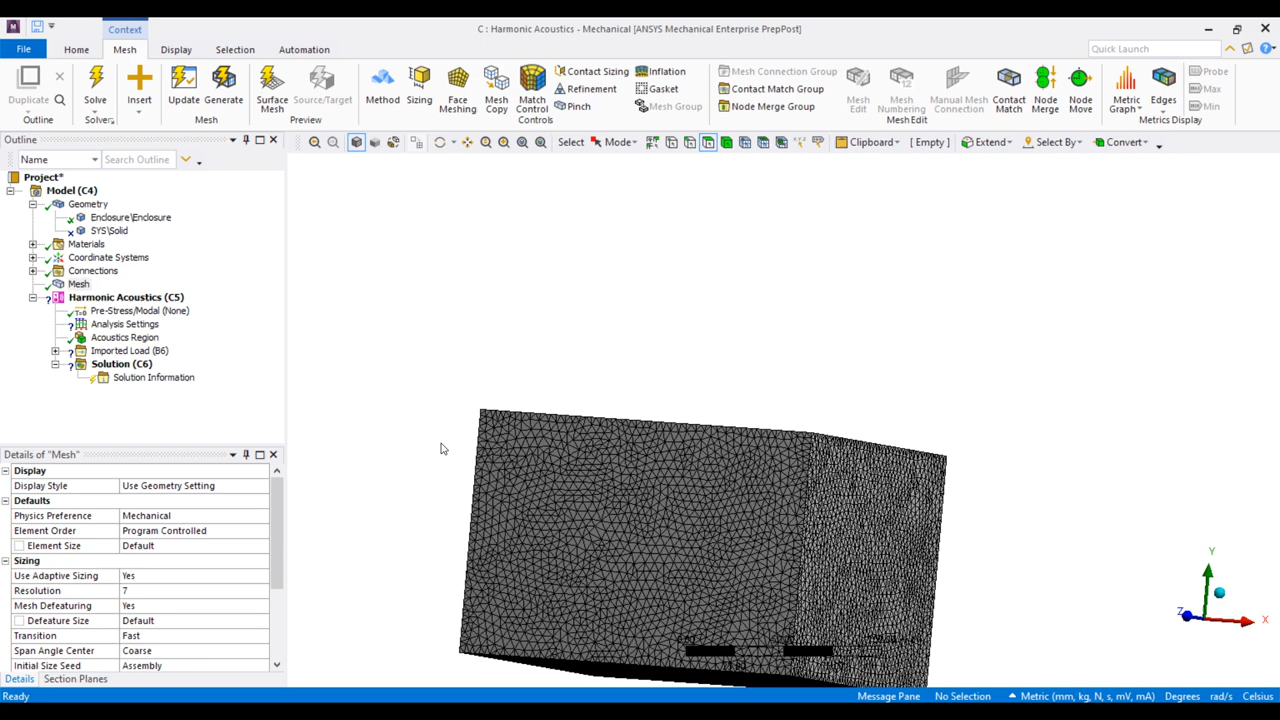 Context
C : Harmonic Acoustics - Mechanical [ANSYS Mechanical Enterprise PrepPost]
File Home Mesh Display Selection Automation
Quick Launch
Duplicate
Outline
Solve
Solver
Insert
Update Generate
Mesh
Surface Mesh
Source/Target
Preview
Method Sizing Face Meshing Mesh Copy Match Control
Contact Sizing
Refinement
Pinch
Inflation
Gasket
Mesh Group
Controls
Mesh Connection Group
Contact Match Group
Node Merge Group
Mesh Edit
Mesh Numbering
Manual Mesh Connection
Contact Match
Node Merge
Node Move
Mesh Edit
Metric Graph
Edges
Probe
Max
Min
Metrics Display
Outline
Name Search Outline
Select Mode Clipboard [ Empty ] Extend Select By Convert
Project*
Model (C4)
Geometry
Enclosure\Enclosure
SYS\Solid
Materials
Coordinate Systems
Connections
Mesh
Harmonic Acoustics (C5)
Pre-Stress/Modal (None)
T=0
Analysis Settings
Acoustics Region
Imported Load (B6)
Solution (C6)
Solution Information
Details of "Mesh"
Display
Display Style Use Geometry Setting
Defaults
Physics Preference Mechanical
Element Order Program Controlled
Element Size Default
Sizing
Use Adaptive Sizing Yes
Resolution 7
Mesh Defeaturing Yes
Defeature Size Default
Transition Fast
Span Angle Center Coarse
Initial Size Seed Assembly
Details Section Planes
Y
Z
X
Ready
Message Pane No Selection Metric (mm, kg, N, s, mV, mA) Degrees rad/s Celsius